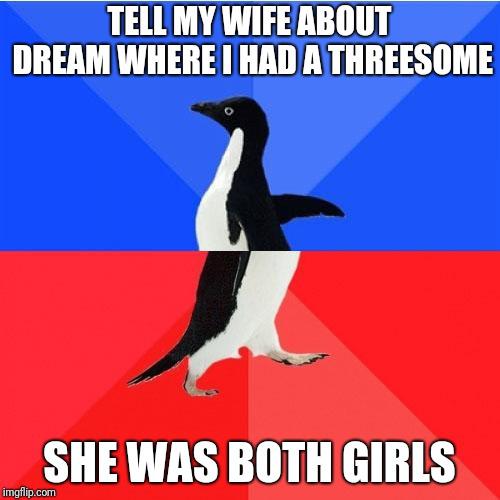 TELL MY WIFE ABOUT
DREAM WHERE I HAD A THREESOME
SHE WAS BOTH GIRLS
imgflip.com